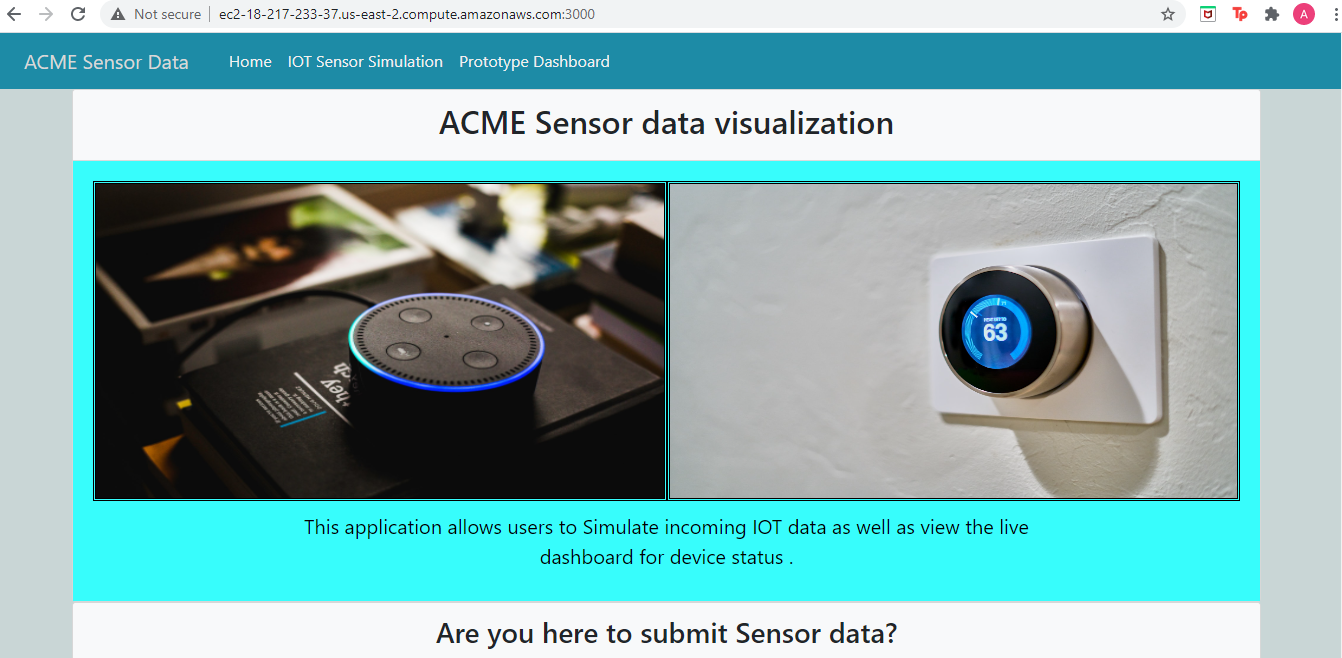 Not secure ec2-18-217-233-37.us-east-2.compute.amazonaws.com:3000
Tp
A
ACME Sensor Data Home IOT Sensor Simulation Prototype Dashboard
ACME Sensor data visualization
hey
63
This application allows users to Simulate incoming IOT data as well as view the live
dashboard for device status .
Are you here to submit Sensor data?